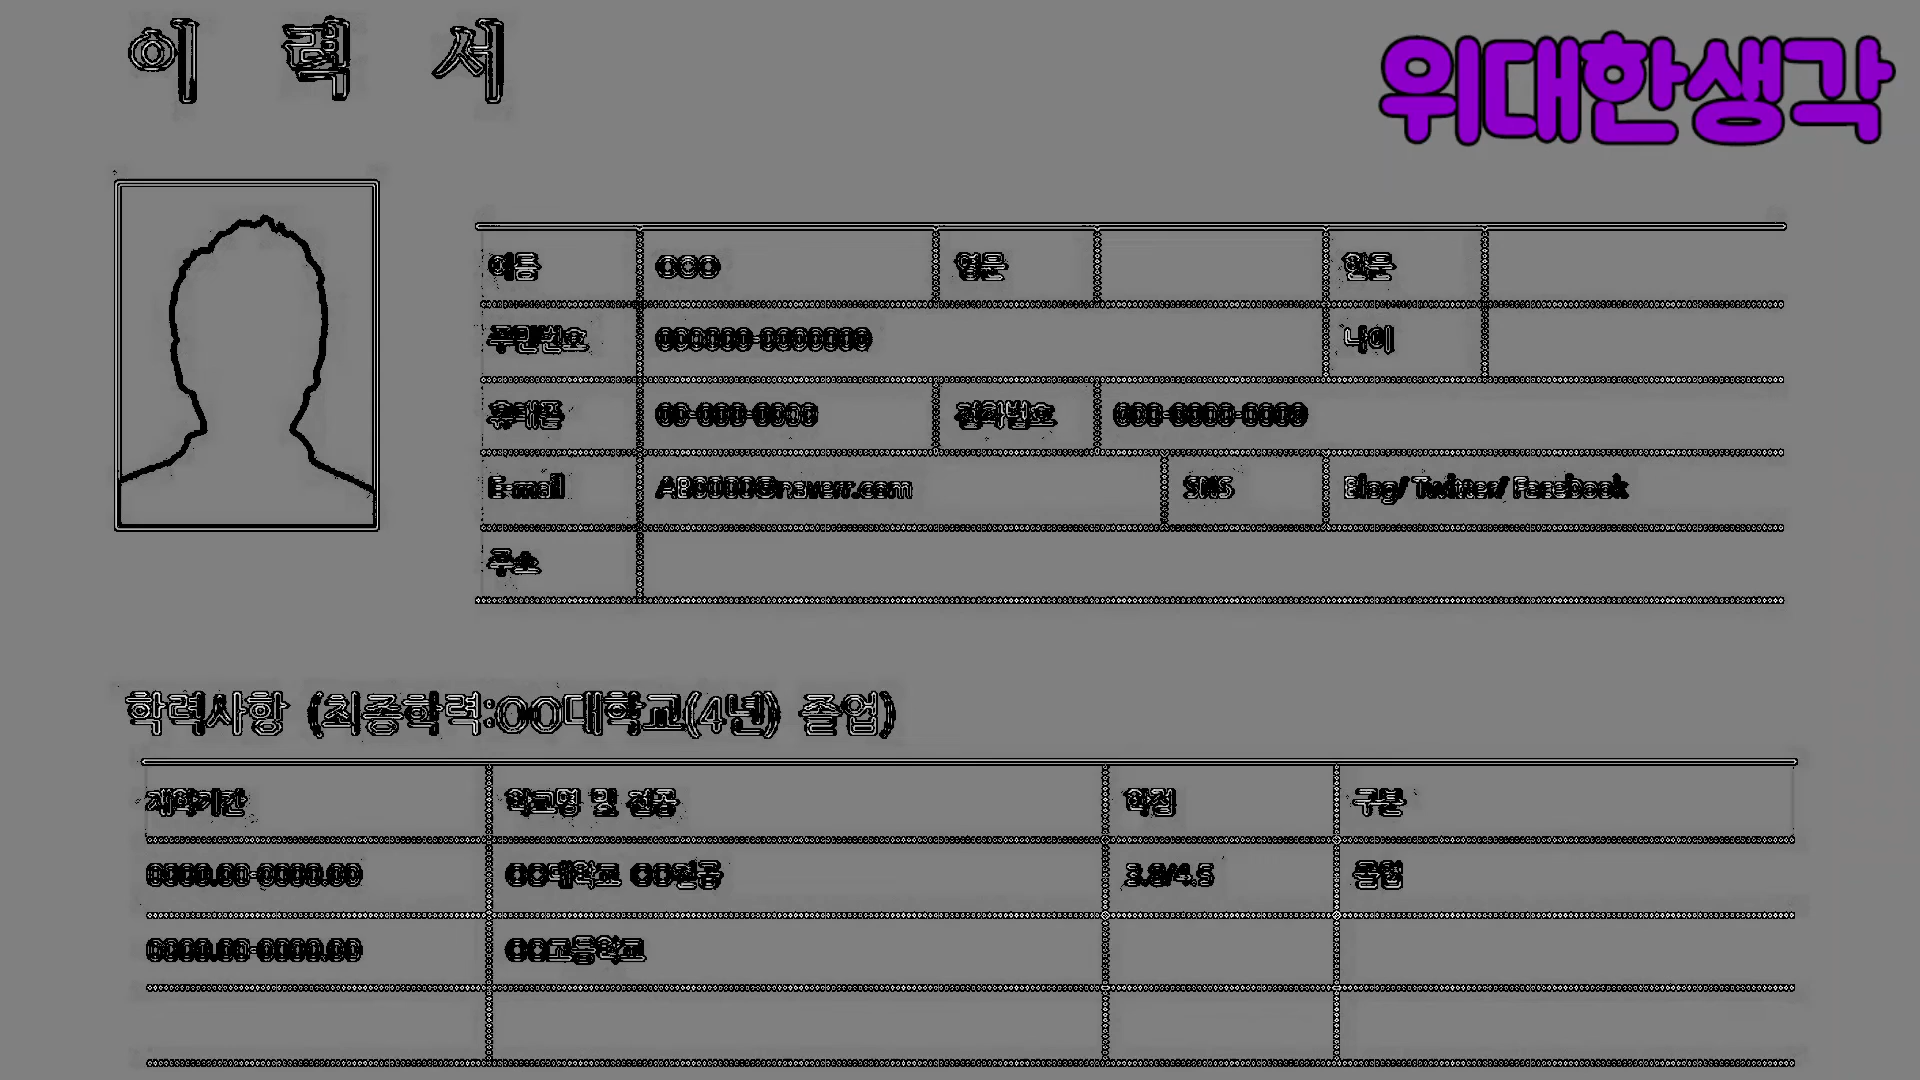 이 력 서
위대한생각
이름 OOO 영문 한문
주민번호 000000-0000000 나이
휴대폰 00-000-0000 전화번호 000-0000-0000
E-mail AB0000@naverr.com SNS Blog/ Twitter/ Facebook
주소
학력사항 (최종학력:OO대학교(4년) 졸업)
재학기간 학교명 및 전공 학점 구분
0000.00-0000.00 OO대학교 OO전공 3.8/4.5 졸업
0000.00-0000.00 OO고등학교